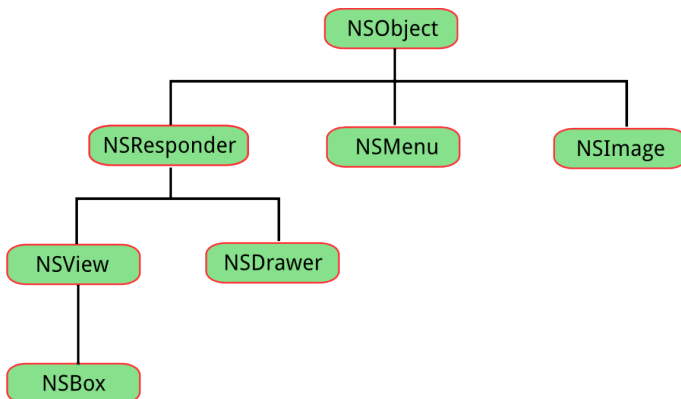 NSObject
NSResponder
NSMenu
NSImage
NSView
NSDrawer
NSBox